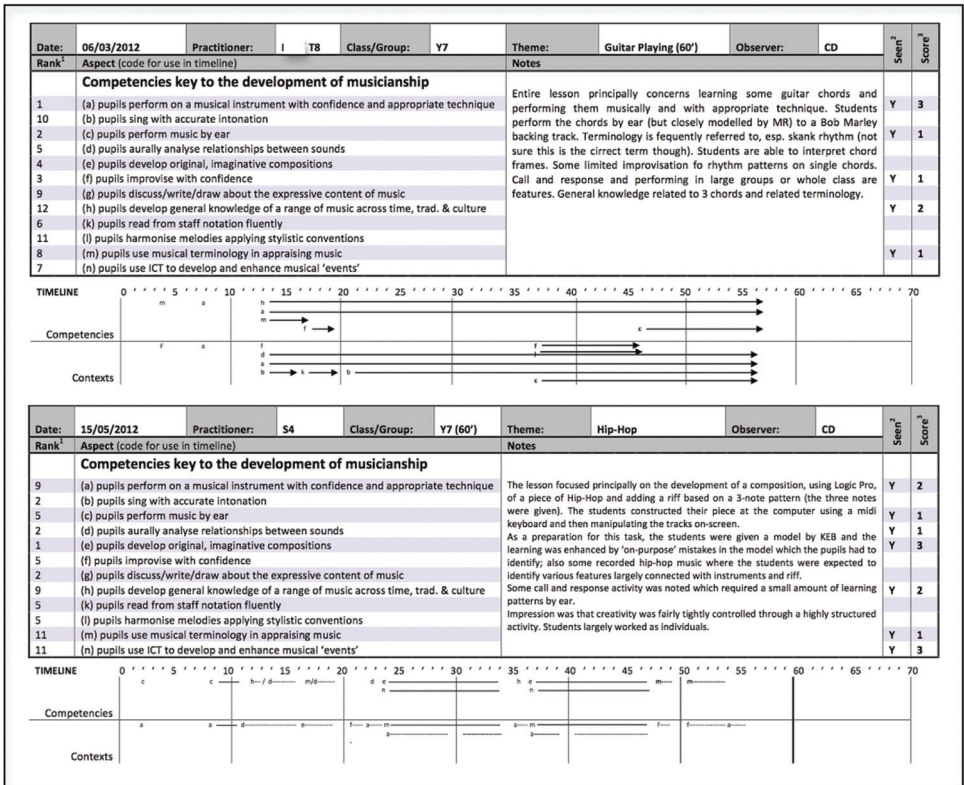 Date: 06/03/2012 Practitioner: I T8 Class/Group: Y7 Theme: Guitar Playing (60') Observer: CD Seen² Score³
Rank¹ Aspect (code for use in timeline) Notes
Competencies key to the development of musicianship
1 (a) pupils perform on a musical instrument with confidence and appropriate technique Y 3
10 (b) pupils sing with accurate intonation
2 (c) pupils perform music by ear Y 1
5 (d) pupils aurally analyse relationships between sounds
4 (e) pupils develop original, imaginative compositions
3 (f) pupils improvise with confidence Y 1
9 (g) pupils discuss/write/draw about the expressive content of music
12 (h) pupils develop general knowledge of a range of music across time, trad. & culture Y 2
6 (k) pupils read from staff notation fluently
11 (l) pupils harmonise melodies applying stylistic conventions
8 (m) pupils use musical terminology in appraising music Y 1
7 (n) pupils use ICT to develop and enhance musical 'events'
Entire lesson principally concerns learning some guitar chords and
performing them musically and with appropriate technique. Students
perform the chords by ear (but closely modelled by MR) to a Bob Marley
backing track. Terminology is fequently referred to, esp. skank rhythm (not
sure this is the cirrect term though). Students are able to interpret chord
frames. Some limited improvisation fo rhythm patterns on single chords.
Call and response and performing in large groups or whole class are
features. General knowledge related to 3 chords and related terminology.
TIMELINE 0 5 10 15 20 25 30 35 40 45 50 55 60 65 70
m a h
a
m
f c
Competencies
F a f f
d
a
Contexts b k b
c
Date: 15/05/2012 Practitioner: S4 Class/Group: Y7 (60') Theme: Hip-Hop Observer: CD Seen² Score³
Rank¹ Aspect (code for use in timeline) Notes
Competencies key to the development of musicianship
9 (a) pupils perform on a musical instrument with confidence and appropriate technique Y 2
2 (b) pupils sing with accurate intonation
5 (c) pupils perform music by ear Y 1
2 (d) pupils aurally analyse relationships between sounds Y 1
1 (e) pupils develop original, imaginative compositions Y 3
5 (f) pupils improvise with confidence
2 (g) pupils discuss/write/draw about the expressive content of music
9 (h) pupils develop general knowledge of a range of music across time, trad. & culture Y 2
5 (k) pupils read from staff notation fluently
5 (l) pupils harmonise melodies applying stylistic conventions
11 (m) pupils use musical terminology in appraising music Y 1
11 (n) pupils use ICT to develop and enhance musical 'events' Y 3
The lesson focused principally on the development of a composition, using Logic Pro,
of a piece of Hip-Hop and adding a riff based on a 3-note pattern (the three notes
were given). The students constructed their piece at the computer using a midi
keyboard and then manipulating the tracks on-screen.
As a preparation for this task, the students were given a model by KEB and the
learning was enhanced by 'on-purpose' mistakes in the model which the pupils had to
identify; also some recorded hip-hop music where the students were expected to
identify various features largely connected with instruments and riff.
Some call and response activity was noted which required a small amount of learning
patterns by ear.
Impression was that creativity was fairly tightly controlled through a highly structured
activity. Students largely worked as individuals.
TIMELINE 0 5 10 15 20 25 30 35 40 45 50 55 60 65 70
c c h--/ d m/d d e h e m m
n n
Competencies
a a d e f a m a m f f a
a a
Contexts